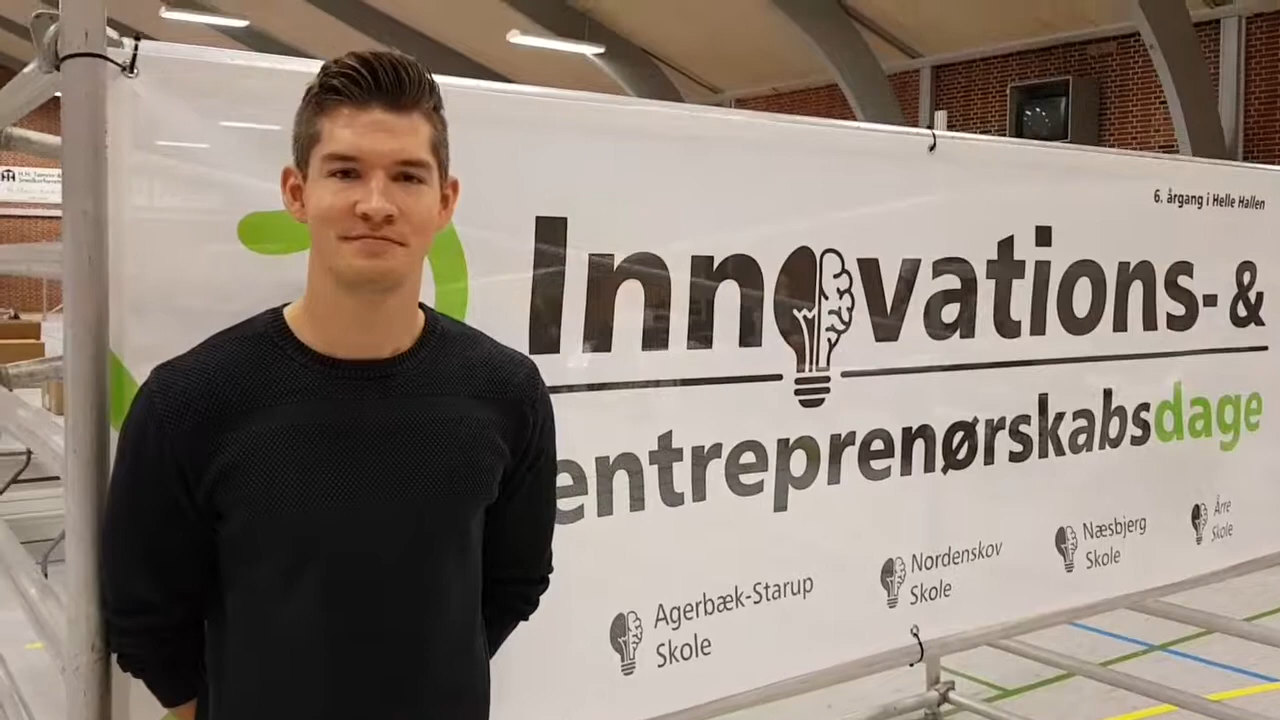 6. årgang i Helle Hallen
Innovations- &
entreprenørskabsdage
Agerbæk-Starup
Skole
Nordenskov
Skole
Næsbjerg
Skole
Årre
Skole